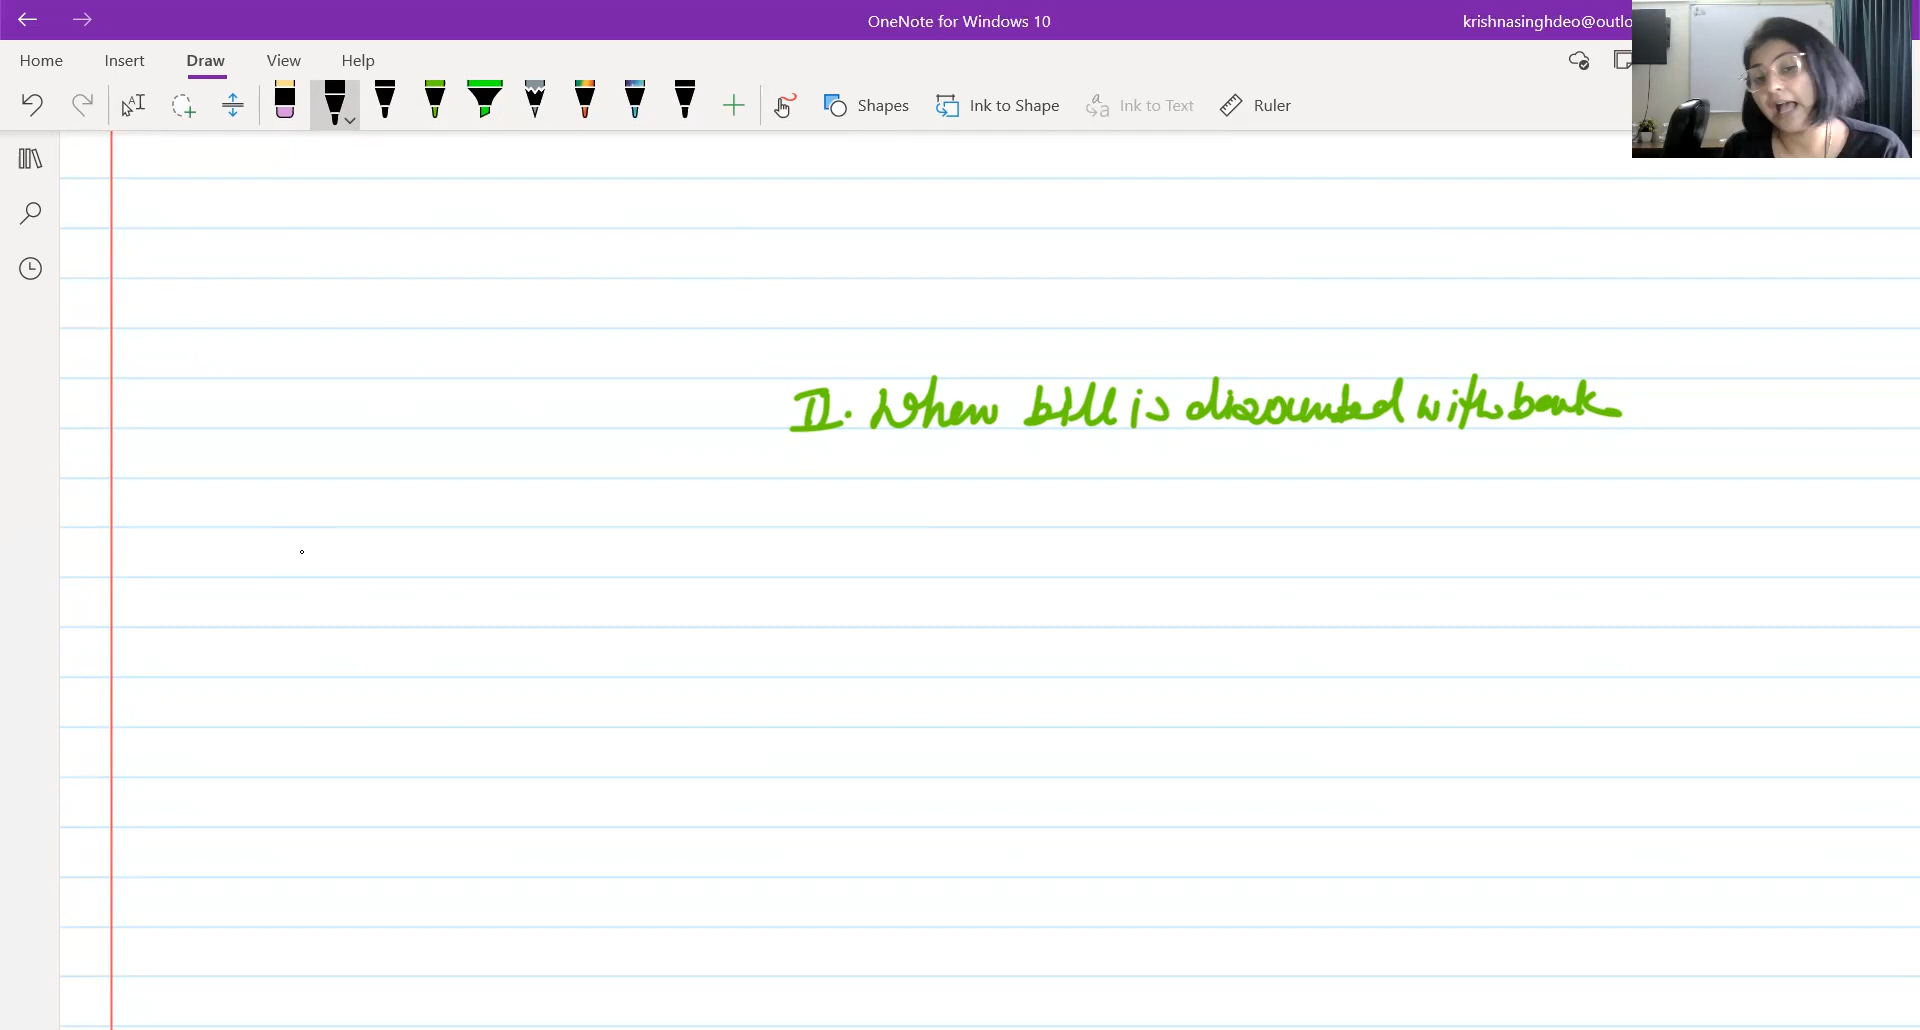 OneNote for Windows 10
krishnasinghdeo@outlo
Home Insert Draw View Help
Shapes Ink to Shape Ink to Text Ruler
II. When bill is discounted with bank